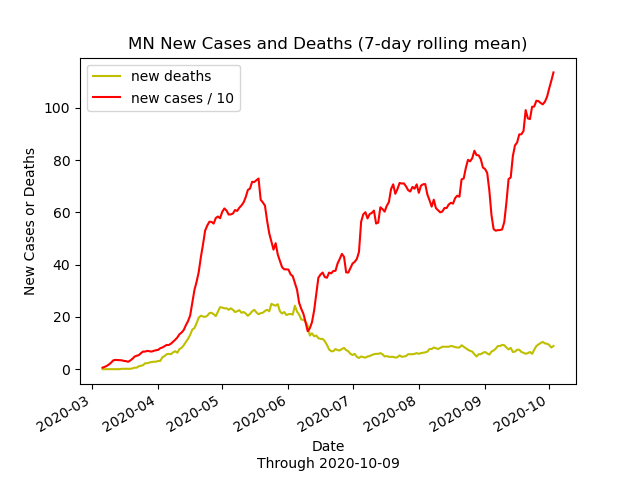 MN New Cases and Deaths (7-day rolling mean)
new deaths
new cases / 10
New Cases or Deaths
100
80
60
40
20
0
2020-03
2020-04
2020-05
2020-06
2020-07
2020-08
2020-09
2020-10
Date
Through 2020-10-09